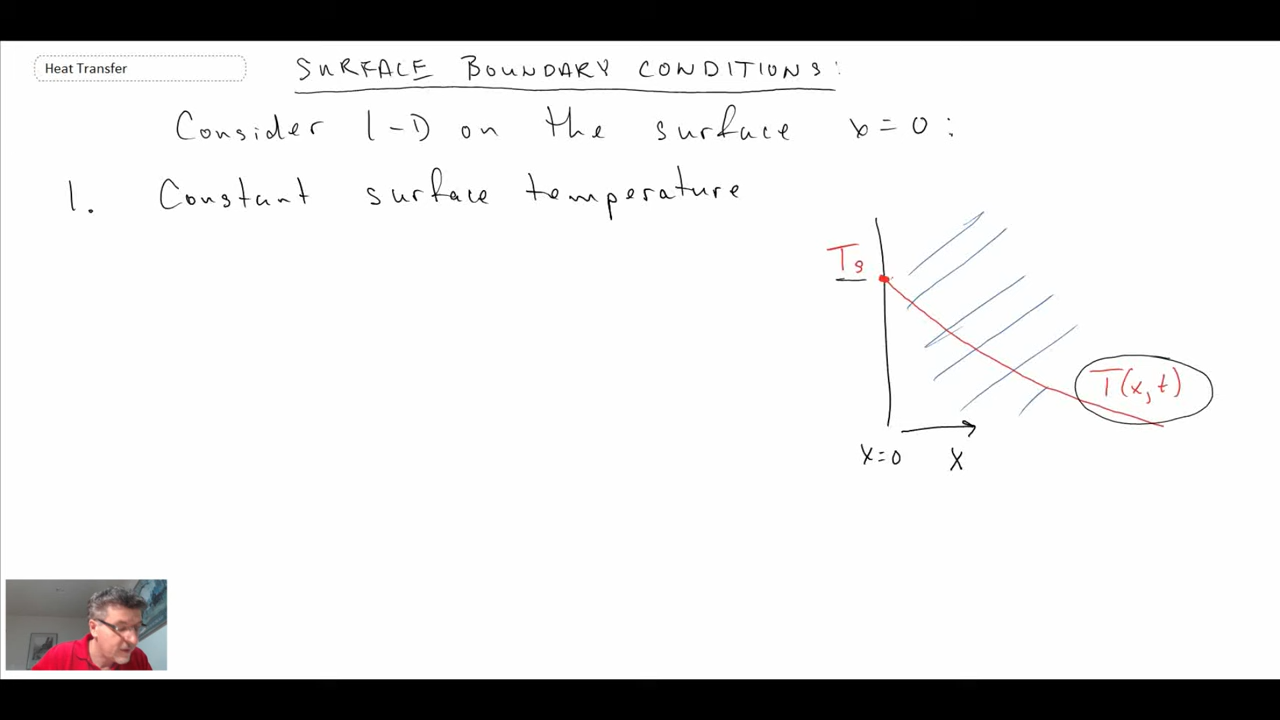 Heat Transfer
SURFACE BOUNDARY CONDITIONS:
Consider 1-D on the surface x=0:
1. Constant surface temperature
Ts
T(x,t)
x=0 x